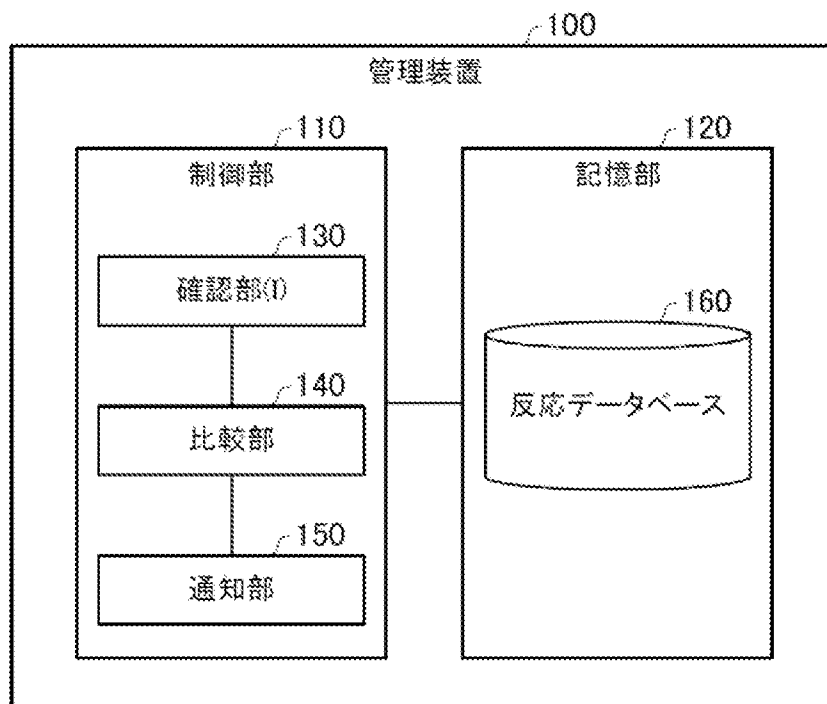 100
管理装置
110
制御部
130
確認部(I)
140
比較部
150
通知部
120
記憶部
160
反応データベース